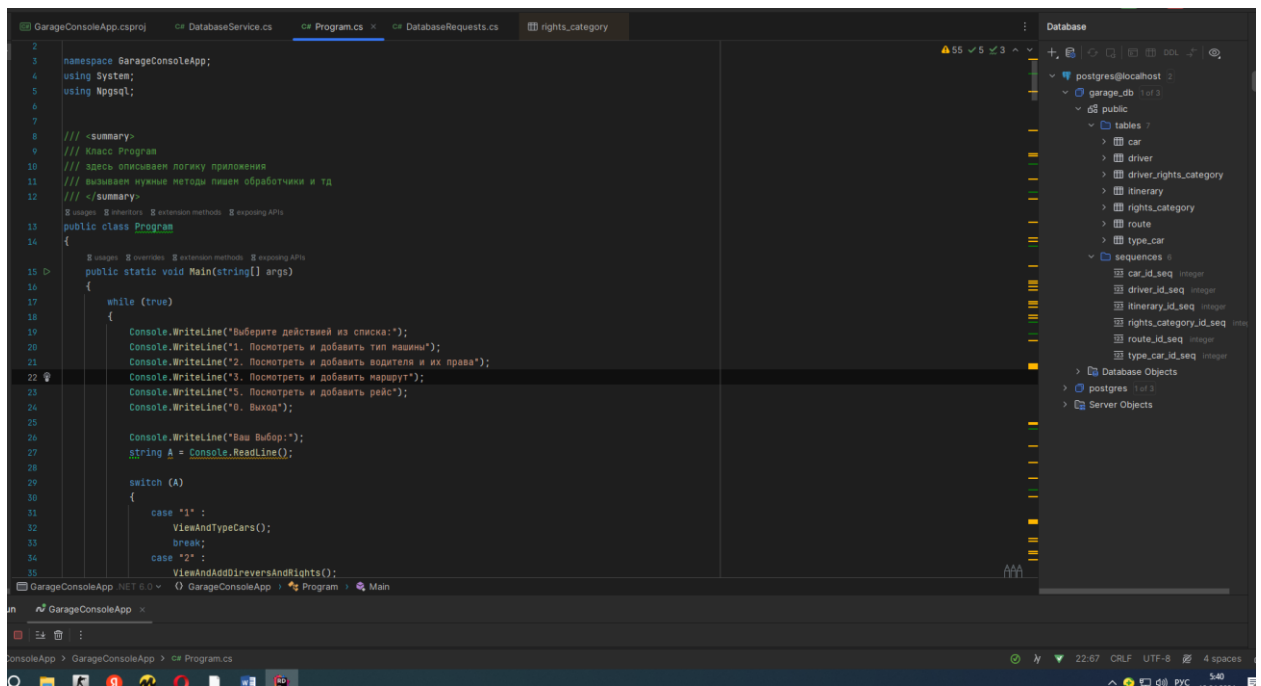 GarageConsoleApp.csproj C# DatabaseService.cs C# Program.cs × C# DatabaseRequests.cs rights_category
Database
2
55 5 3
3 namespace GarageConsoleApp;
4 using System;
5 using Npgsql;
6
7
8 /// <summary>
9 /// Класс Program
10 /// здесь описываем логику приложения
11 /// вызываем нужные методы пишем обработчики и тд
12 /// </summary>
usages inheritors extension methods exposing APIs
13 public class Program
14 {
usages overrides extension methods exposing APIs
15 public static void Main(string[] args)
16 {
17 while (true)
18 {
19 Console.WriteLine("Выберите действией из списка:");
20 Console.WriteLine("1. Посмотреть и добавить тип машины");
21 Console.WriteLine("2. Посмотреть и добавить водителя и их права");
22 Console.WriteLine("3. Посмотреть и добавить маршрут");
23 Console.WriteLine("5. Посмотреть и добавить рейс");
24 Console.WriteLine("0. Выход");
25
26 Console.WriteLine("Ваш Выбор:");
27 string A = Console.ReadLine();
28
29 switch (A)
30 {
31 case "1" :
32 ViewAndTypeCars();
33 break;
34 case "2" :
35 ViewAndAddDireversAndRights();
DDL
postgres@localhost 2
garage_db 1 of 3
public
tables 7
car
driver
driver_rights_category
itinerary
rights_category
route
type_car
sequences 6
car_id_seq integer
driver_id_seq integer
itinerary_id_seq integer
rights_category_id_seq
route_id_seq integer
type_car_id_seq integer
Database Objects
postgres 1 of 3
Server Objects
GarageConsoleApp .NET 6.0 GarageConsoleApp Program Main
GarageConsoleApp ×
GarageConsoleApp C# Program.cs
22:67 CRLF UTF-8 4 spaces
РУС 5:40